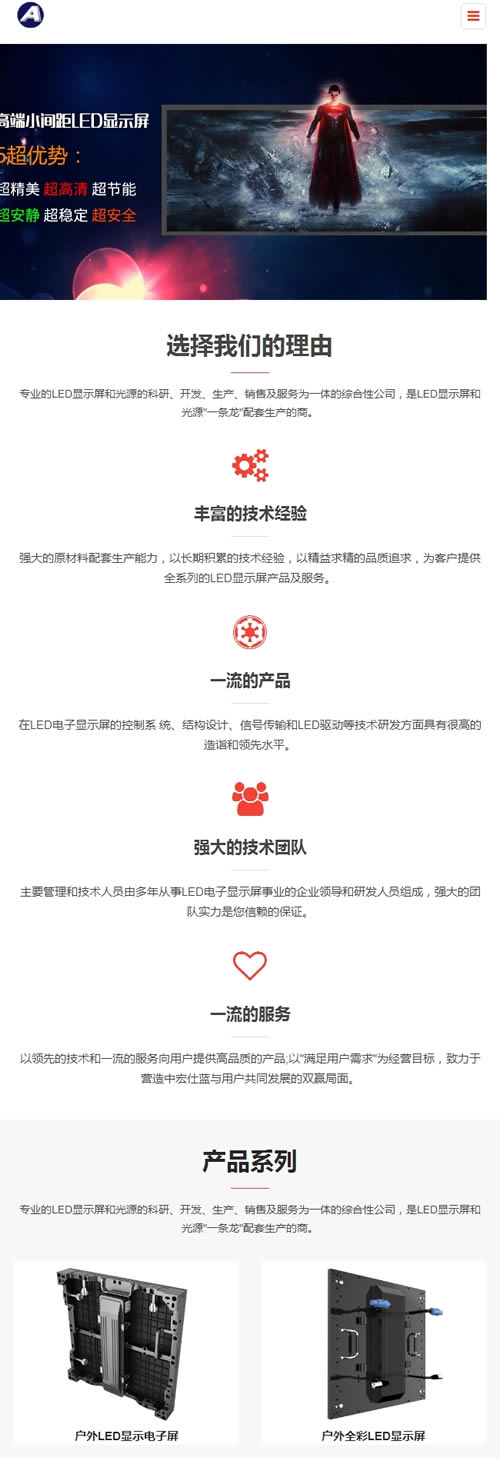 高端小间距LED显示屏
5超优势：
超精美 超高清 超节能
超安静 超稳定 超安全
选择我们的理由
专业的LED显示屏和光源的科研、开发、生产、销售及服务为一体的综合性公司，是LED显示屏和
光源“一条龙”配套生产的商。
丰富的技术经验
强大的原材料配套生产能力，以长期积累的技术经验，以精益求精的品质追求，为客户提供
全系列的LED显示屏产品及服务。
一流的产品
在LED电子显示屏的控制系 统、结构设计、信号传输和LED驱动等技术研发方面具有很高的
造诣和领先水平。
强大的技术团队
主要管理和技术人员由多年从事LED电子显示屏事业的企业领导和研发人员组成，强大的团
队实力是您信赖的保证。
一流的服务
以领先的技术和一流的服务向用户提供高品质的产品;以"满足用户需求"为经营目标，致力于
营造中宏仕蓝与用户共同发展的双赢局面。
产品系列
专业的LED显示屏和光源的科研、开发、生产、销售及服务为一体的综合性公司，是LED显示屏和
光源“一条龙”配套生产的商。
户外LED显示电子屏
户外全彩LED显示屏